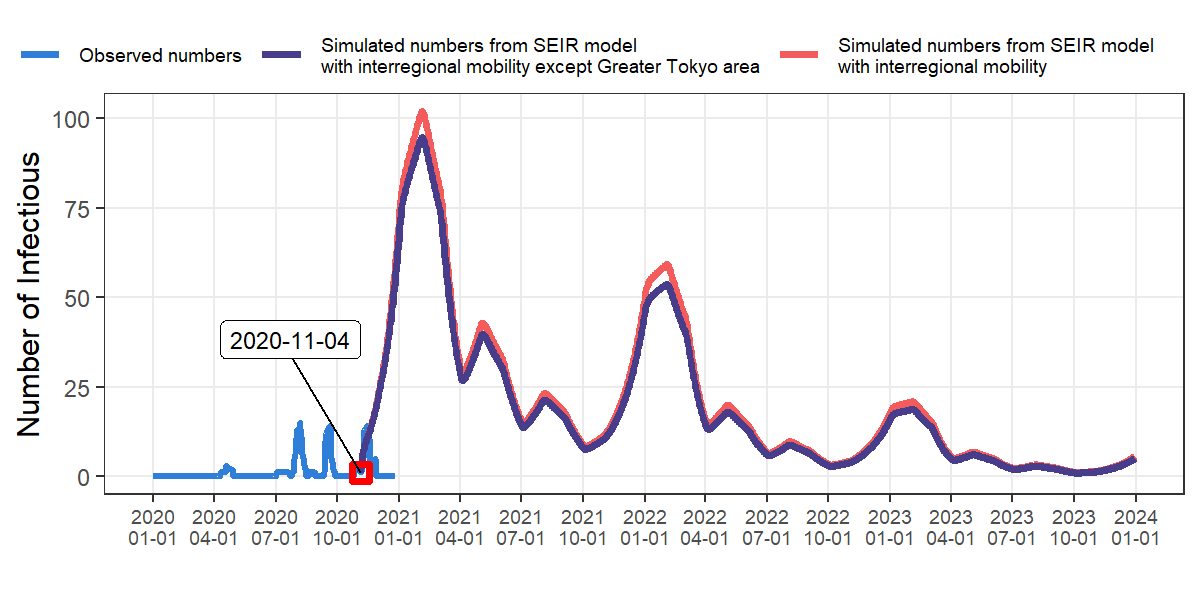 Observed numbers
Simulated numbers from SEIR model
with interregional mobility except Greater Tokyo area
Simulated numbers from SEIR model
with interregional mobility
Number of Infectious
100
75
50
25
0
2020-11-04
2020 2020 2020 2020 2021 2021 2021 2021 2022 2022 2022 2022 2023 2023 2023 2023 2024
01-01 04-01 07-01 10-01 01-01 04-01 07-01 10-01 01-01 04-01 07-01 10-01 01-01 04-01 07-01 10-01 01-01